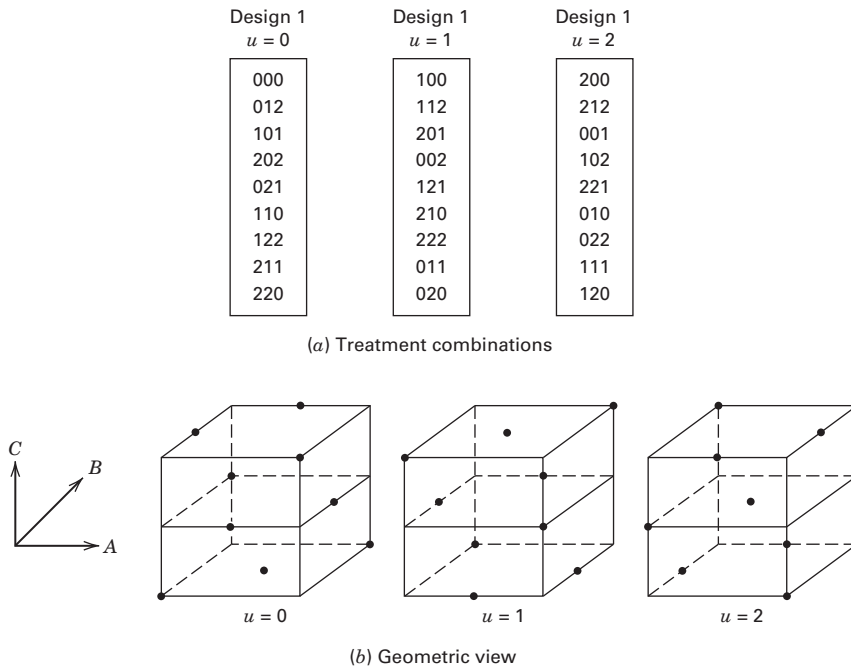 Design 1 Design 1 Design 1
u = 0 u = 1 u = 2
000 100 200
012 112 212
101 201 001
202 002 102
021 121 221
110 210 010
122 222 022
211 011 111
220 020 120
(a) Treatment combinations
C
B
A
u = 0 u = 1 u = 2
(b) Geometric view